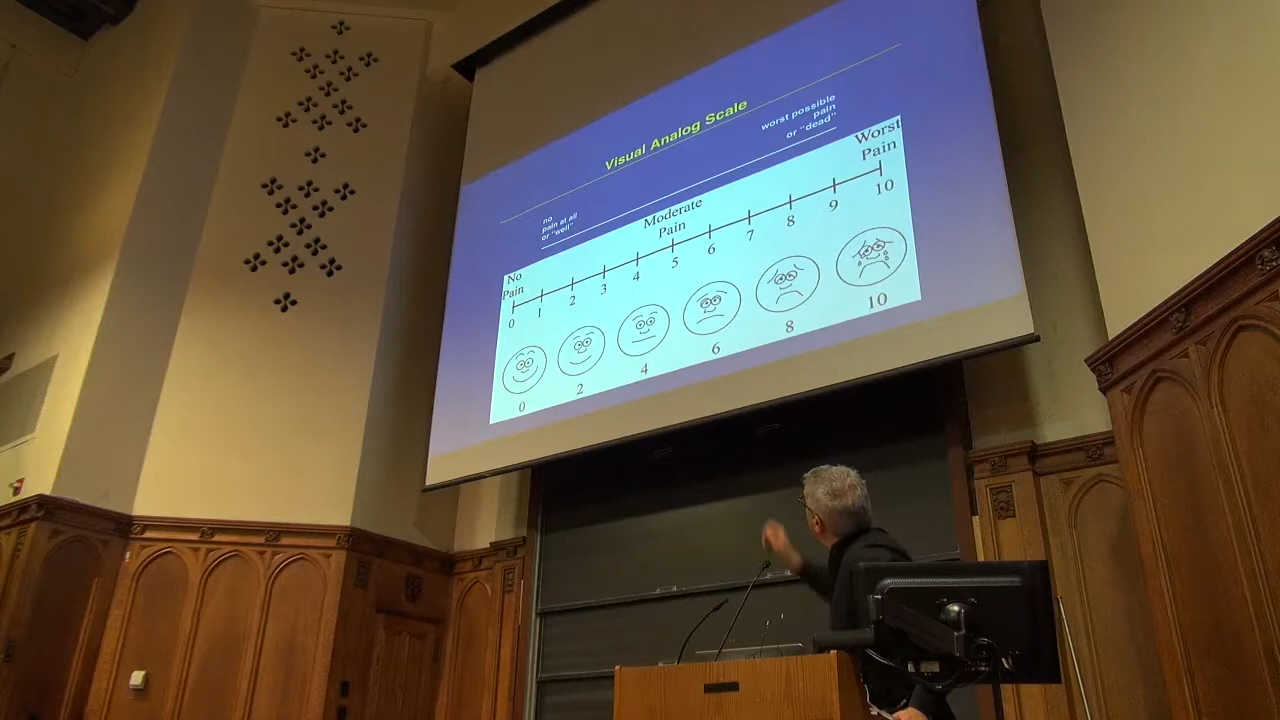 Visual Analog Scale
no
pain at all
or "well"
worst possible
pain
or "dead"
No
Pain
Moderate
Pain
Worst
Pain
0 1 2 3 4 5 6 7 8 9 10
0 2 4 6 8 10